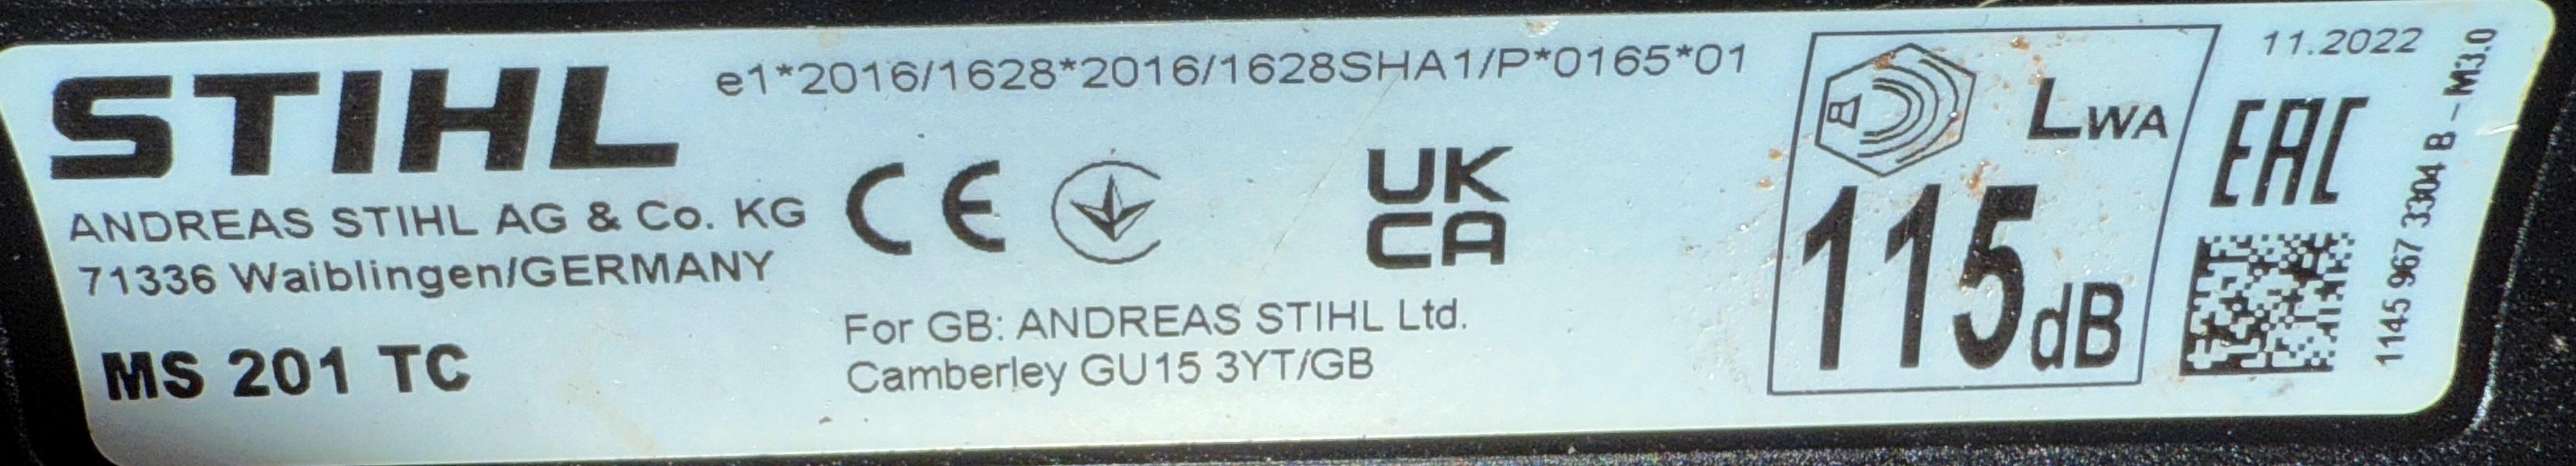 STIHL
ANDREAS STIHL AG & Co. KG
71336 Waiblingen/GERMANY
MS 201 TC
e1*2016/1628*2016/1628SHA1/P*0165*01
CE
UK
CA
For GB: ANDREAS STIHL Ltd.
Camberley GU15 3YT/GB
LWA
115dB
11.2022
EAC
1145 967 3304 B – M3.0